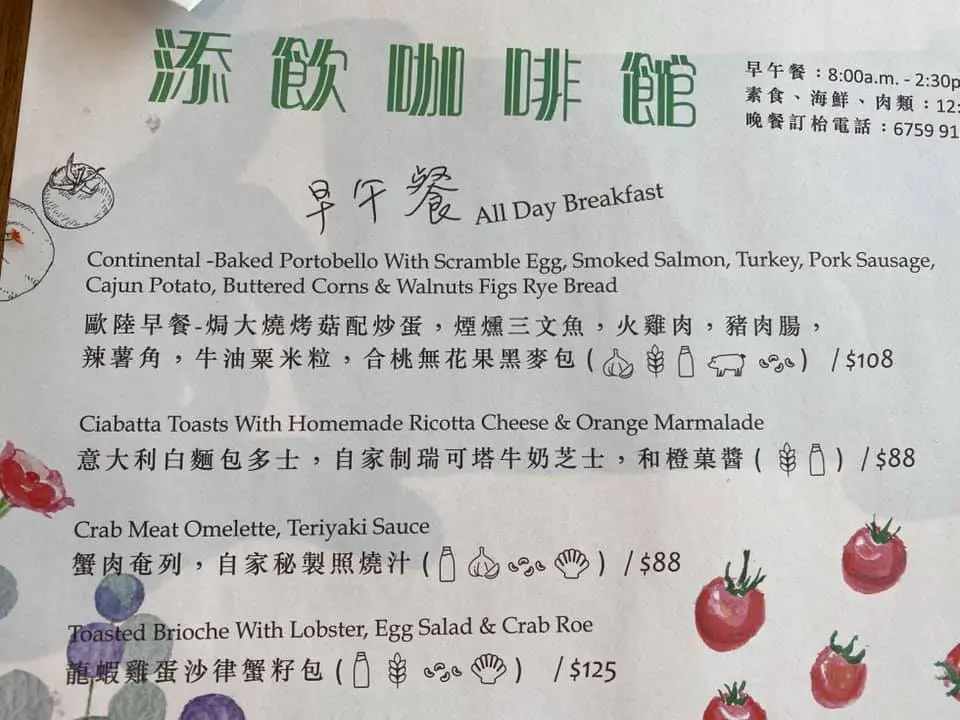 添飲咖啡館
早午餐：8:00a.m. - 2:30p
素食、海鮮、肉類：12:
晚餐訂枱電話：6759 91
早午餐 All Day Breakfast
Continental -Baked Portobello With Scramble Egg, Smoked Salmon, Turkey, Pork Sausage,
Cajun Potato, Buttered Corns & Walnuts Figs Rye Bread
歐陸早餐-焗大燒烤菇配炒蛋，煙燻三文魚，火雞肉，豬肉腸，
辣薯角，牛油粟米粒，合桃無花果黑麥包 ( ) / $108
Ciabatta Toasts With Homemade Ricotta Cheese & Orange Marmalade
意大利白麵包多士，自家制瑞可塔牛奶芝士，和橙菓醬 ( ) / $88
Crab Meat Omelette, Teriyaki Sauce
蟹肉奄列，自家秘製照燒汁 ( ) / $88
Toasted Brioche With Lobster, Egg Salad & Crab Roe
龍蝦雞蛋沙律蟹籽包 ( ) / $125